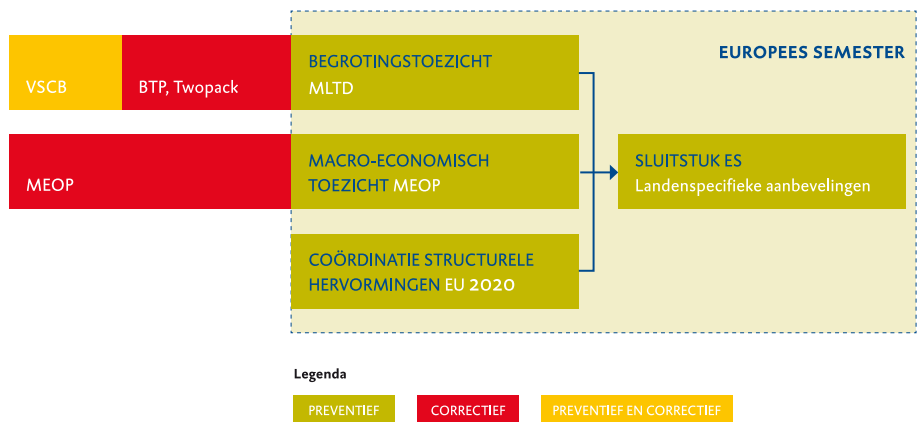 EUROPEES SEMESTER
VSCB
BTP, Twopack
BEGROTINGSTOEZICHT
MLTD
MEOP
MACRO-ECONOMISCH
TOEZICHT MEOP
SLUITSTUK ES
Landenspecifieke aanbevelingen
COÖRDINATIE STRUCTURELE
HERVORMINGEN EU 2020
Legenda
PREVENTIEF
CORRECTIEF
PREVENTIEF EN CORRECTIEF